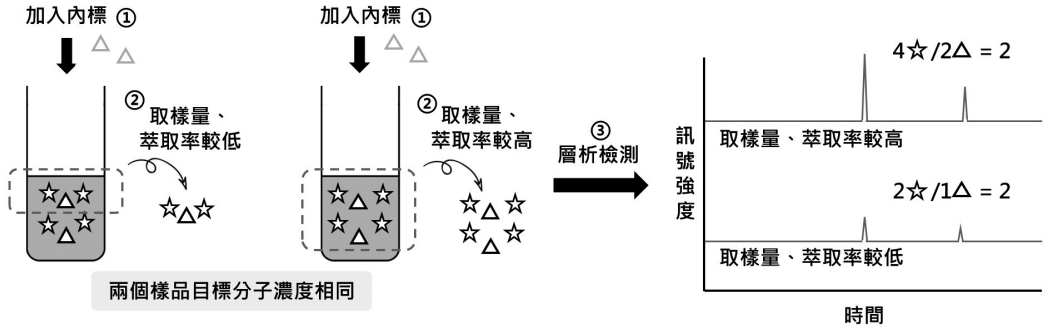 加入內標 ①
② 取樣量、
萃取率較低
加入內標 ①
② 取樣量、
萃取率較高
兩個樣品目標分子濃度相同
③
層析檢測
訊號強度
4☆/2△ = 2
取樣量、萃取率較高
2☆/1△ = 2
取樣量、萃取率較低
時間